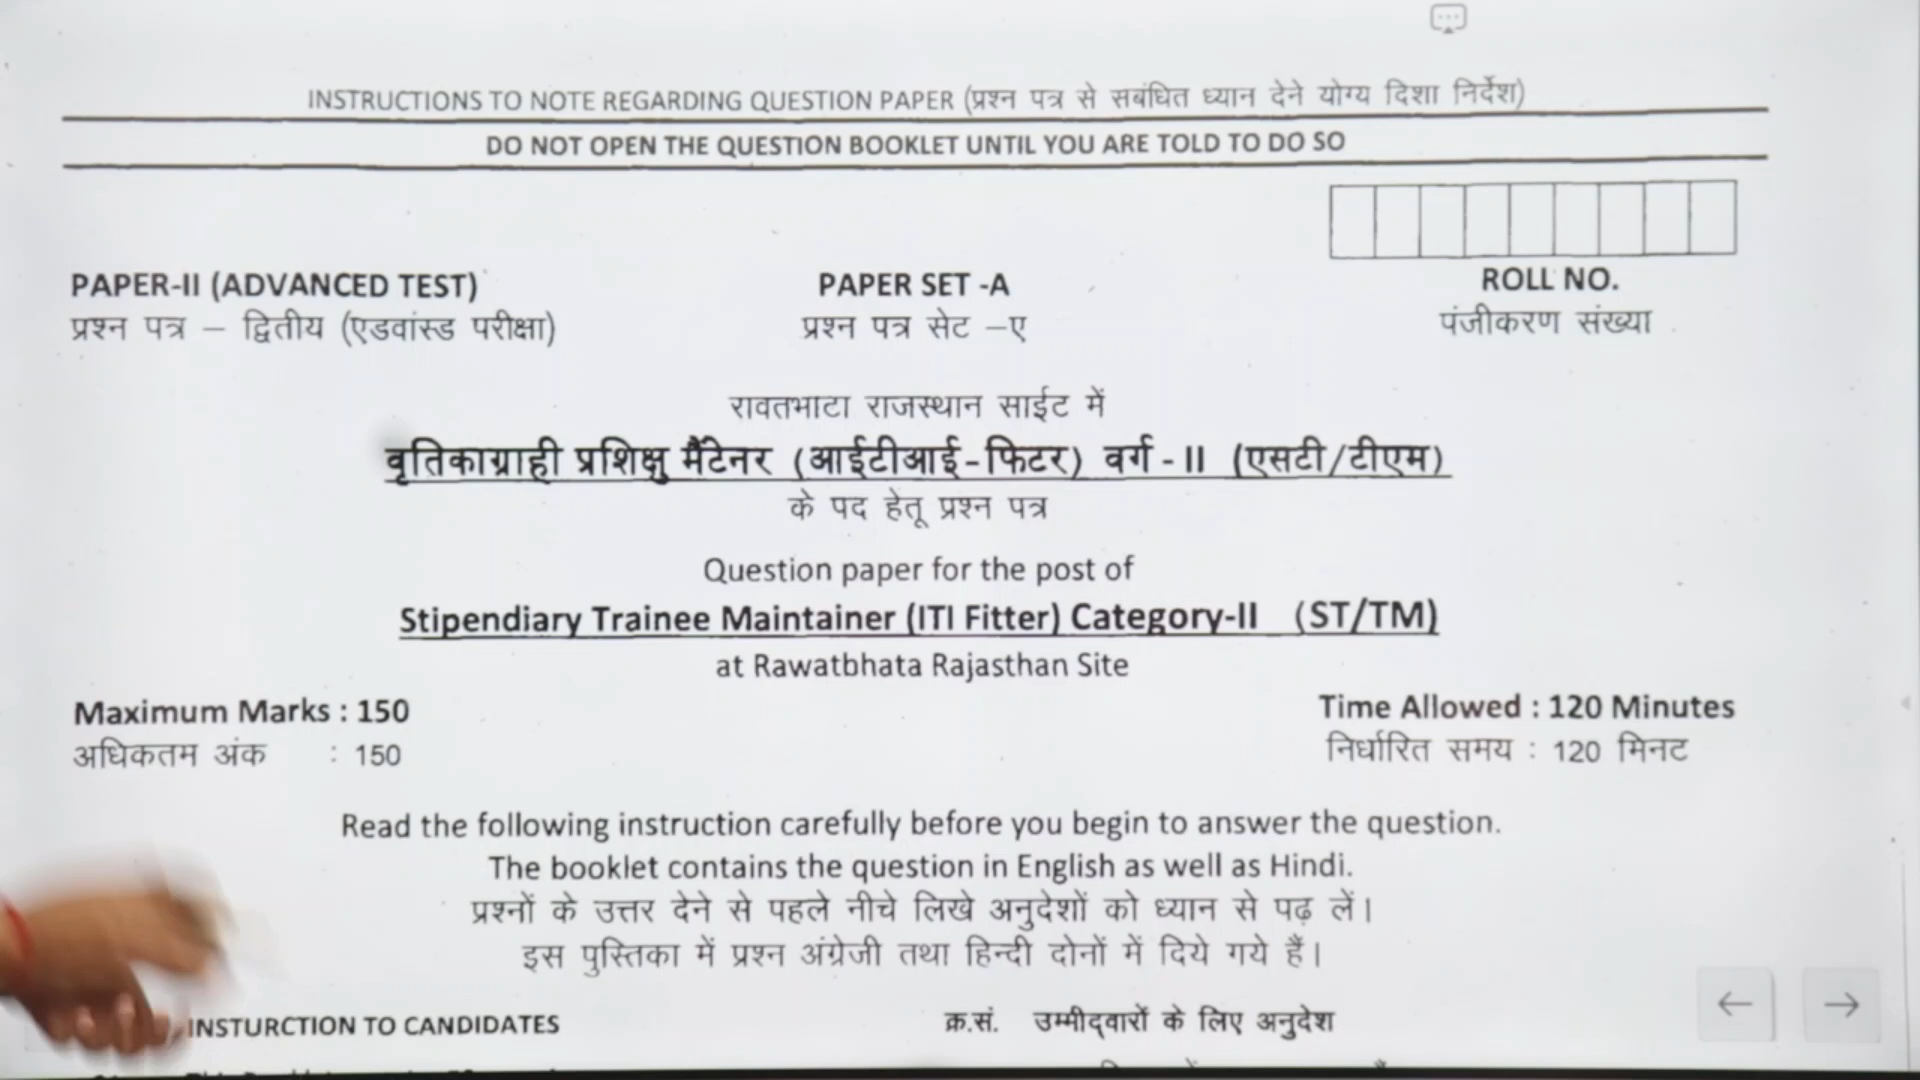 INSTRUCTIONS TO NOTE REGARDING QUESTION PAPER (प्रश्न पत्र से सबंधित ध्यान देने योग्य दिशा निर्देश)
DO NOT OPEN THE QUESTION BOOKLET UNTIL YOU ARE TOLD TO DO SO
PAPER-II (ADVANCED TEST) PAPER SET -A ROLL NO.
प्रश्न पत्र – द्वितीय (एडवांस्ड परीक्षा) प्रश्न पत्र सेट –ए पंजीकरण संख्या
रावतभाटा राजस्थान साईट में
वृतिकाग्राही प्रशिक्षु मैंटेनर (आईटीआई-फिटर) वर्ग - II (एसटी/टीएम)
के पद हेतू प्रश्न पत्र
Question paper for the post of
Stipendiary Trainee Maintainer (ITI Fitter) Category-II (ST/TM)
at Rawatbhata Rajasthan Site
Maximum Marks : 150 Time Allowed : 120 Minutes
अधिकतम अंक : 150 निर्धारित समय : 120 मिनट
Read the following instruction carefully before you begin to answer the question.
The booklet contains the question in English as well as Hindi.
प्रश्नों के उत्तर देने से पहले नीचे लिखे अनुदेशों को ध्यान से पढ़ लें।
इस पुस्तिका में प्रश्न अंग्रेजी तथा हिन्दी दोनों में दिये गये हैं।
INSTURCTION TO CANDIDATES क्र.सं. उम्मीदवारों के लिए अनुदेश